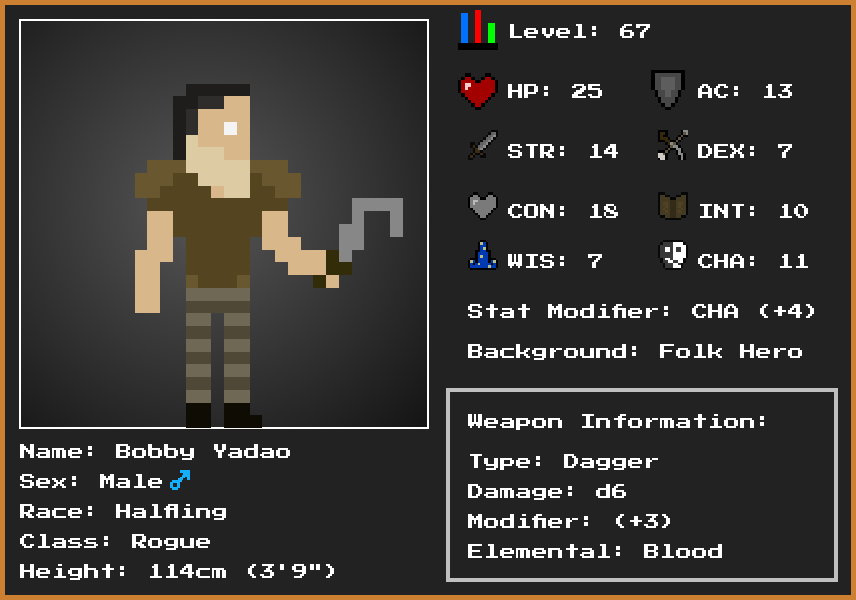 Level: 67
HP: 25
AC: 13
STR: 14
DEX: 7
CON: 18
INT: 10
WIS: 7
CHA: 11
Stat Modifier: CHA (+4)
Background: Folk Hero
Name: Bobby Yadao
Sex: Male ♂
Race: Halfling
Class: Rogue
Height: 114cm (3'9")
Weapon Information:
Type: Dagger
Damage: d6
Modifier: (+3)
Elemental: Blood